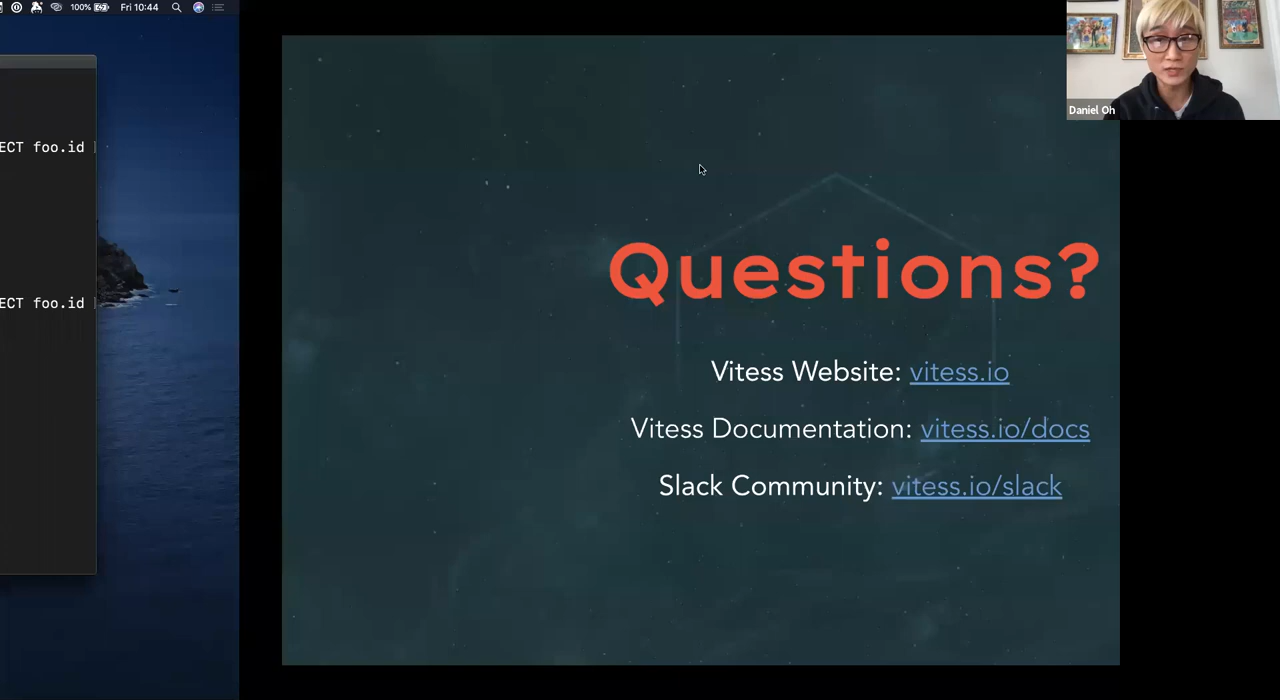 100%
Fri 10:44
Daniel Oh
ECT foo.id
ECT foo.id
Questions?
Vitess Website: vitess.io
Vitess Documentation: vitess.io/docs
Slack Community: vitess.io/slack